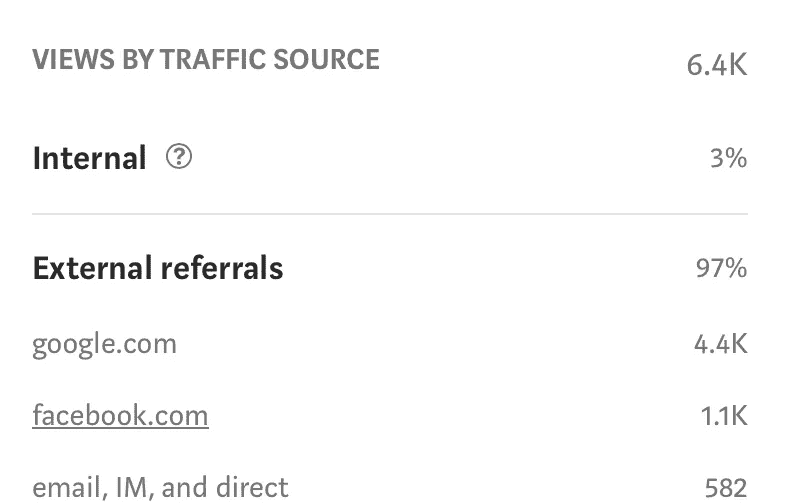 VIEWS BY TRAFFIC SOURCE 6.4K
Internal ? 3%
External referrals 97%
google.com 4.4K
facebook.com 1.1K
email, IM, and direct 582